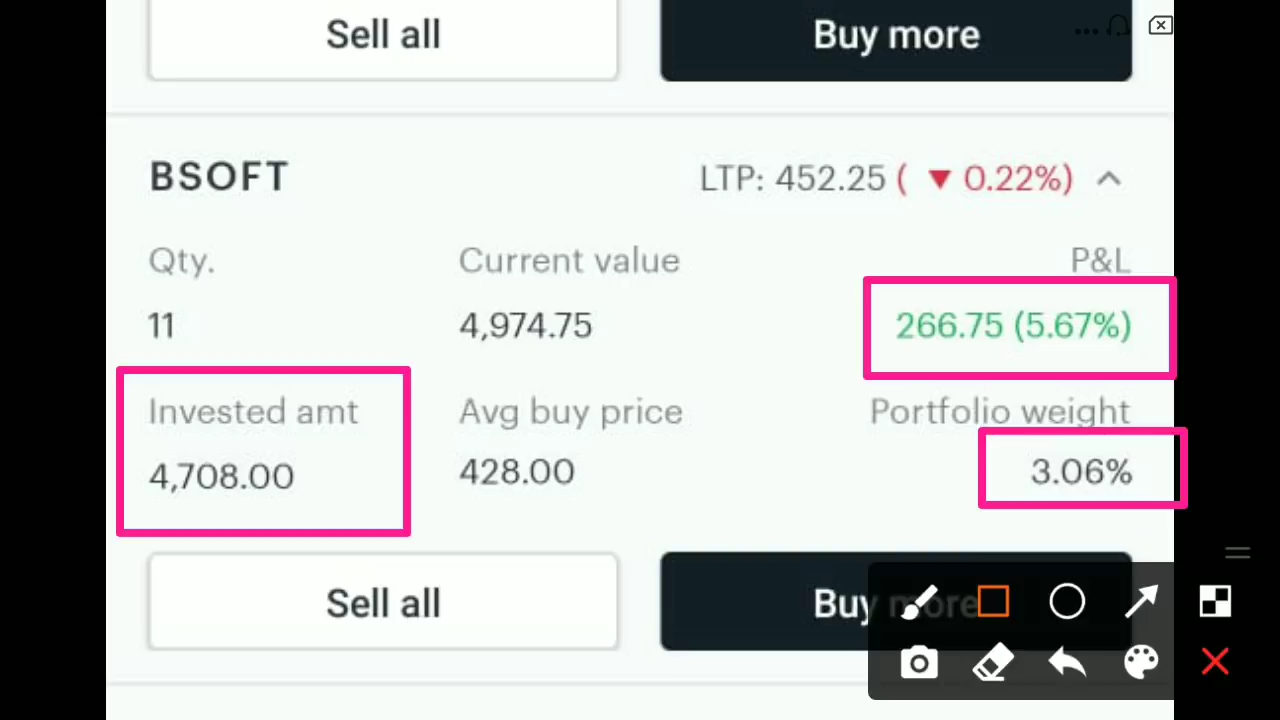 Sell all Buy more
BSOFT LTP: 452.25 ( ▼ 0.22%)
Qty. Current value P&L
11 4,974.75 266.75 (5.67%)
Invested amt Avg buy price Portfolio weight
4,708.00 428.00 3.06%
Sell all Buy more